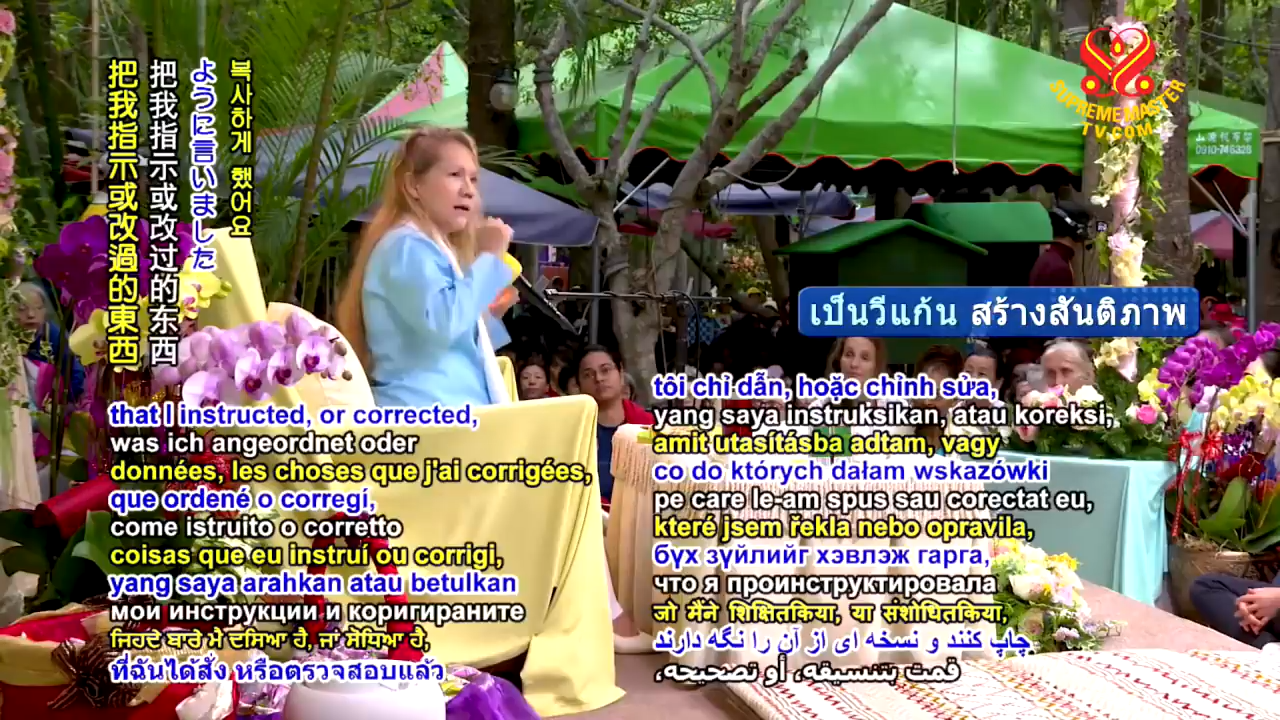 복사하게 했어요
ように言いました
把我指示或改过的东西
把我指示或改過的東西
SUPREME MASTER
TV.COM
0910-746328
เป็นวีแก้น สร้างสันติภาพ
that I instructed, or corrected,
was ich angeordnet oder
données, les choses que j'ai corrigées,
que ordené o corregí,
come istruito o corretto
coisas que eu instruí ou corrigi,
yang saya arahkan atau betulkan
мои инструкции и коригираните
ਜਿਹਦੇ ਬਾਰੇ ਮੈਂ ਦਸਿਆ ਹੈ, ਜਾਂ ਸੋਧਿਆ ਹੈ,
ที่ฉันได้สั่ง หรือตรวจสอบแล้ว
tôi chỉ dẫn, hoặc chỉnh sửa,
yang saya instruksikan, atau koreksi,
amit utasításba adtam, vagy
co do których dałam wskazówki
pe care le-am spus sau corectat eu,
které jsem řekla nebo opravila,
бүх зүйлийг хэвлэж гарга,
что я проинструктировала
जो मैंने शिक्षितकिया, या संशोधितकिया,
چاپ کنند و نسخه ای از آن را نگه دارند
قمت بتنسيقه، أو تصحيحه،